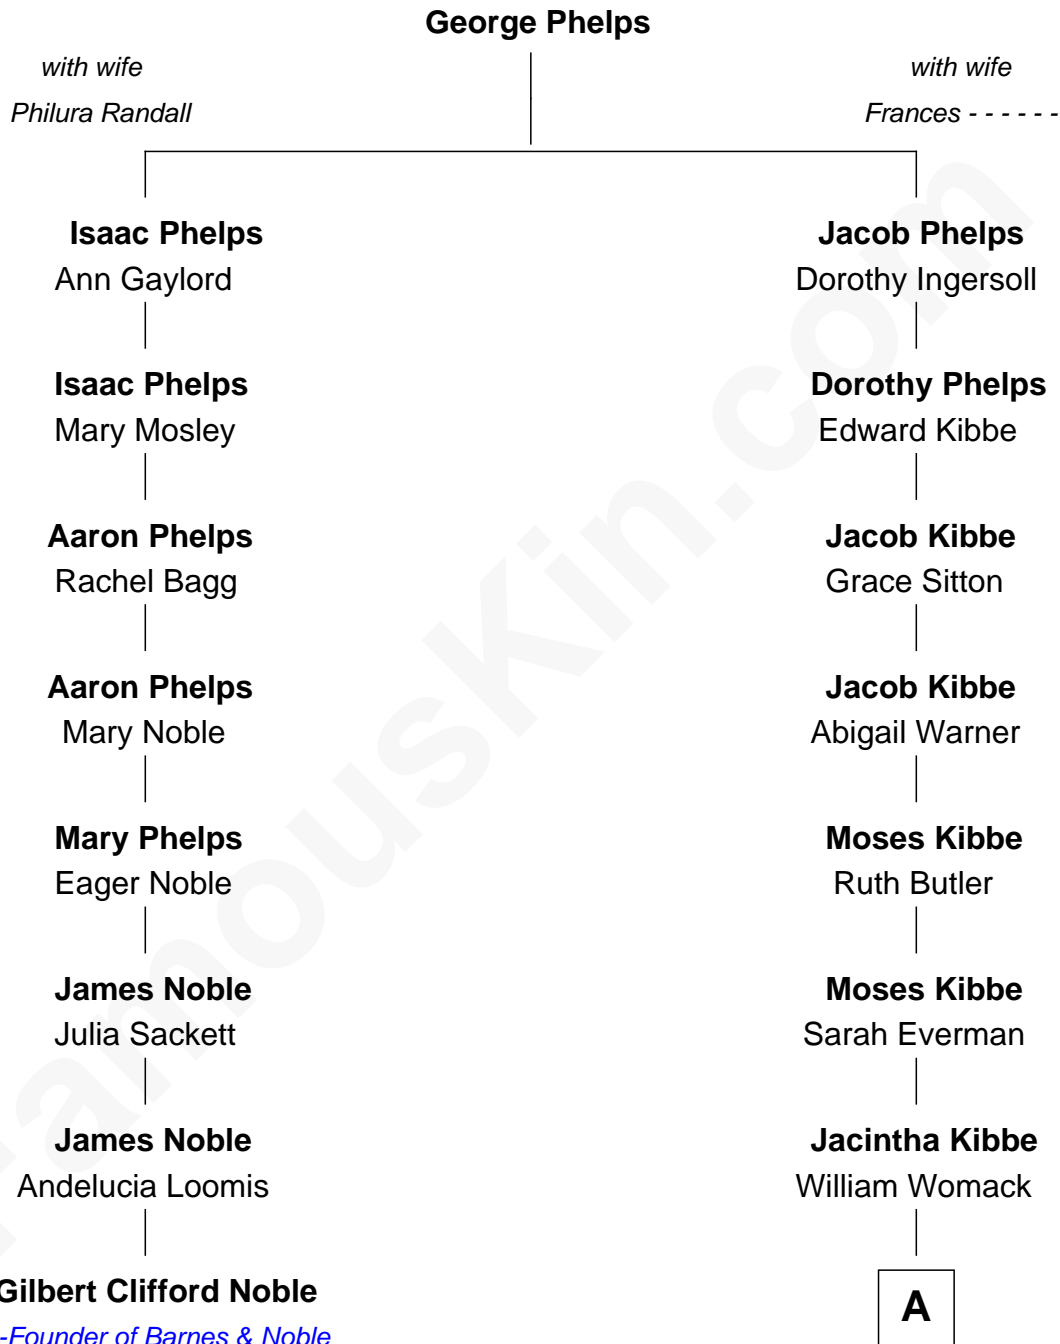 George Phelps
with wife
with wife
Philura Randall
Frances - - - - - -
Isaac Phelps
Jacob Phelps
Ann Gaylord
Dorothy Ingersoll
Isaac Phelps
Dorothy Phelps
Mary Mosley
Edward Kibbe
Aaron Phelps
Jacob Kibbe
Rachel Bagg
Grace Sitton
Aaron Phelps
Jacob Kibbe
Mary Noble
Abigail Warner
Mary Phelps
Moses Kibbe
Eager Noble
Ruth Butler
James Noble
Moses Kibbe
Julia Sackett
Sarah Everman
James Noble
Jacintha Kibbe
Andelucia Loomis
William Womack
Gilbert Clifford Noble
A
-Founder of Barnes & Noble
FamousKin.com